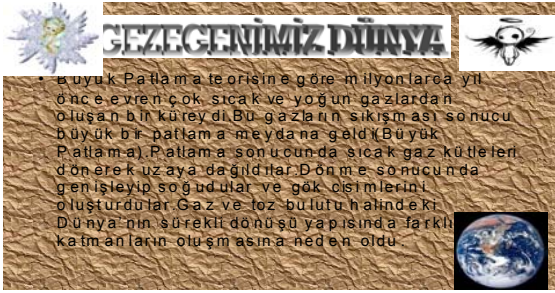 GEZEGENİMİZ DÜNYA
• Büyük Patlama teorisine göre milyonlarca yıl
önce evren çok sıcak ve yoğun gazlardan
oluşan bir küreydi.Bu gazların sıkışması sonucu
büyük bir patlama meydana geldi(Büyük
Patlama).Patlama sonucunda sıcak gaz kütleleri
dönerek uzaya dağıldılar.Dönme sonucunda
genişleyip soğudular ve gök cisimlerini
oluşturdular.Gaz ve toz bulutu halindeki
Dünya'nın sürekli dönüşü yapısında farklı
katmanların oluşmasına neden oldu.